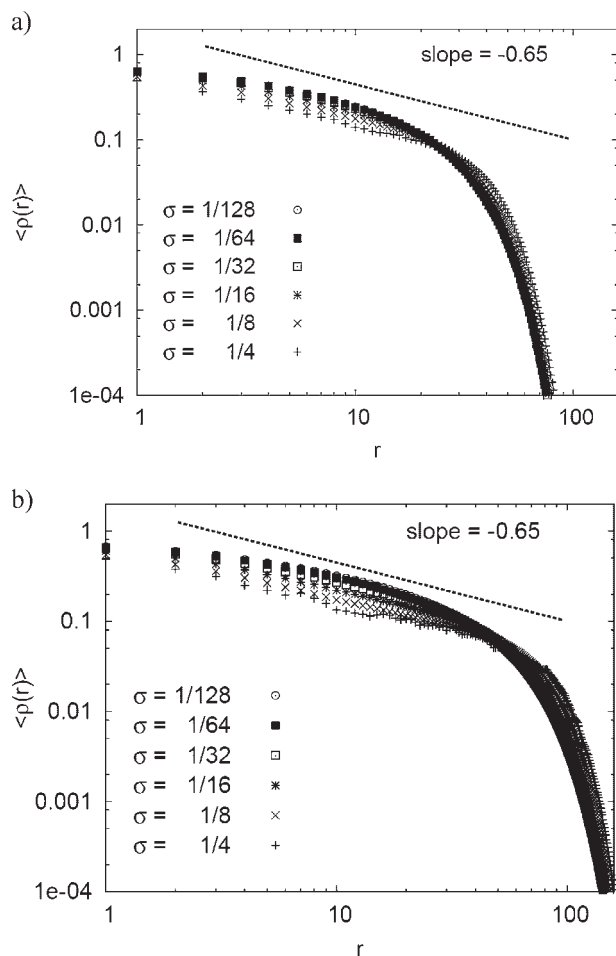 a)
1
slope = -0.65
0.1
<ρ(r)>
0.01
σ = 1/128
σ = 1/64
σ = 1/32
0.001
σ = 1/16
σ = 1/8
σ = 1/4
1e-04
1 10 100
r
b)
1
slope = -0.65
0.1
<ρ(r)>
0.01
σ = 1/128
σ = 1/64
σ = 1/32
0.001
σ = 1/16
σ = 1/8
σ = 1/4
1e-04
1 10 100
r